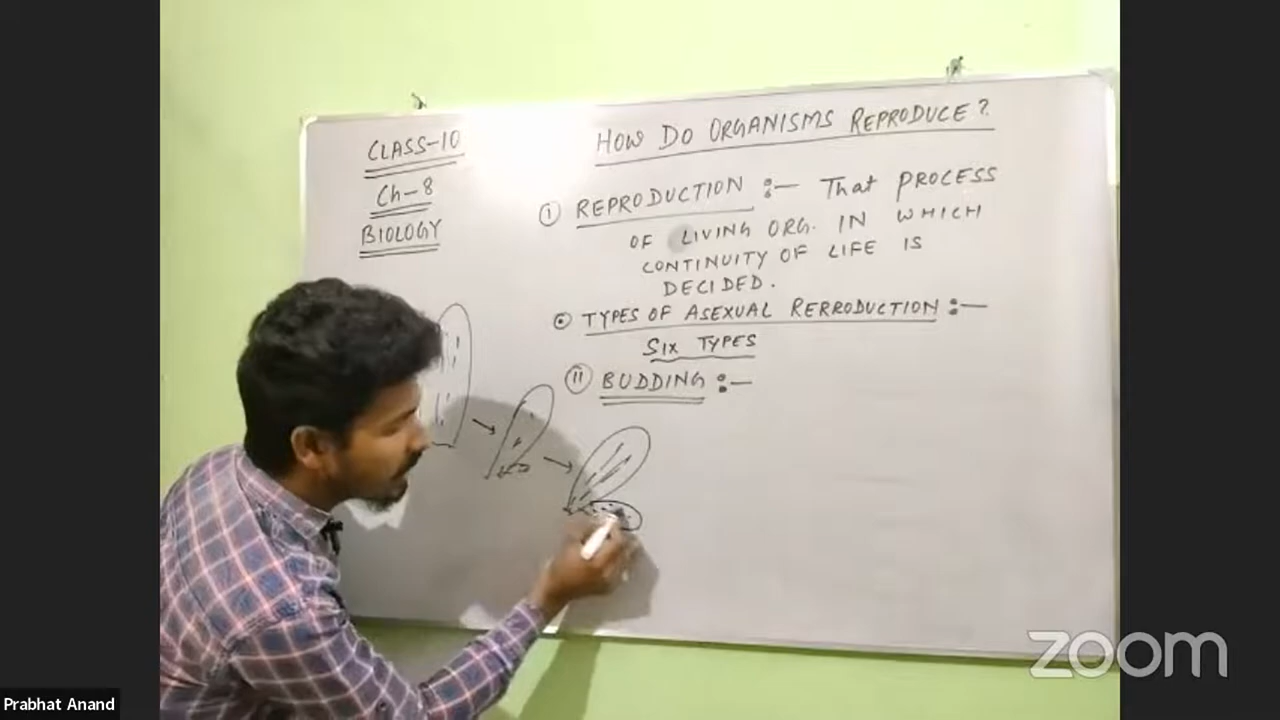 CLASS-10
Ch-8
BIOLOGY
HOW DO ORGANISMS REPRODUCE?
(i) REPRODUCTION :- That PROCESS
OF LIVING ORG. IN WHICH
CONTINUITY OF LIFE IS
DECIDED.
TYPES OF ASEXUAL RERRODUCTION :-
SIX TYPES
(ii) BUDDING :-
zoom
Prabhat Anand